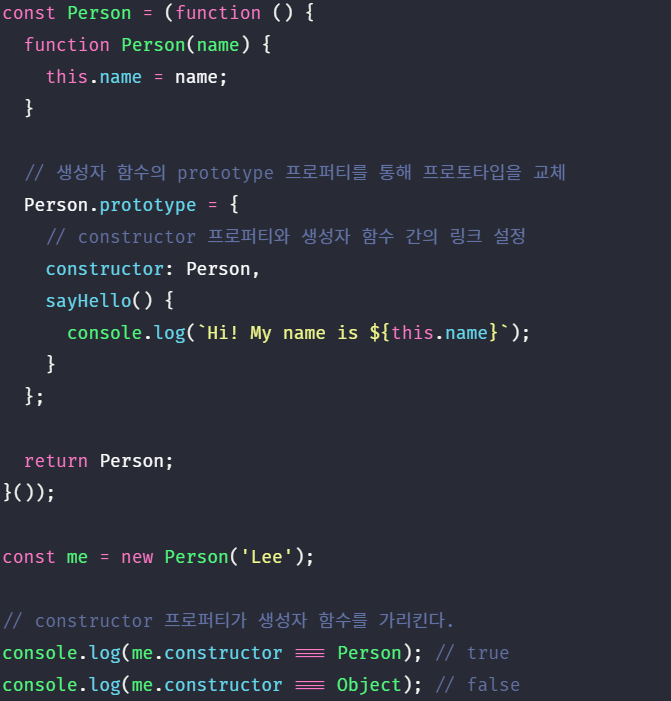 const Person = (function () {
  function Person(name) {
    this.name = name;
  }

  // 생성자 함수의 prototype 프로퍼티를 통해 프로토타입을 교체
  Person.prototype = {
    // constructor 프로퍼티와 생성자 함수 간의 링크 설정
    constructor: Person,
    sayHello() {
      console.log(`Hi! My name is ${this.name}`);
    }
  };

  return Person;
}());

const me = new Person('Lee');

// constructor 프로퍼티가 생성자 함수를 가리킨다.
console.log(me.constructor === Person); // true
console.log(me.constructor === Object); // false